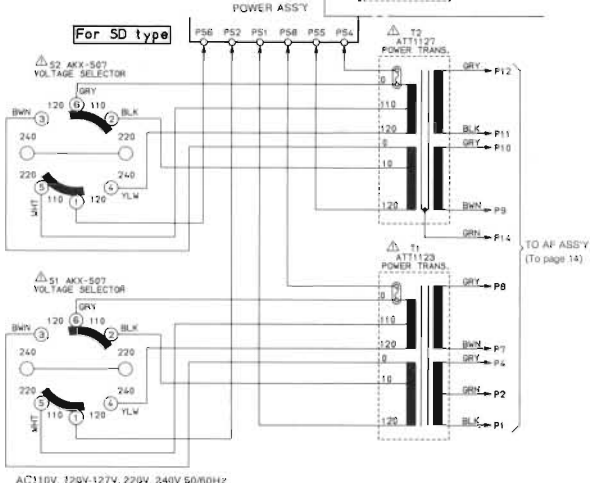 POWER ASS'Y
For SD type
P56 P52 P51 P58 P55 P54
S2 AKX-507
VOLTAGE SELECTOR
T2
ATT1127
POWER TRANS.
GRY
BWN 3 120 6 110 2 BLK
240 220
220 240
5 110 1 120 4 YLW
WHT
0
110
120
0
10
120
GRY P12
BLK P11
GRY P10
BWN P9
GRN P14
TO AF ASS'Y
(To page 14)
S1 AKX-507
VOLTAGE SELECTOR
T1
ATT1123
POWER TRANS.
GRY
BWN 3 120 6 110 2 BLK
240 220
220 240
5 110 1 120 4 YLW
WHT
0
110
120
0
10
120
GRY P8
BWN P7
GRY P4
GRN P2
BLK P1
AC110V, 120V-127V, 220V, 240V 50/60Hz